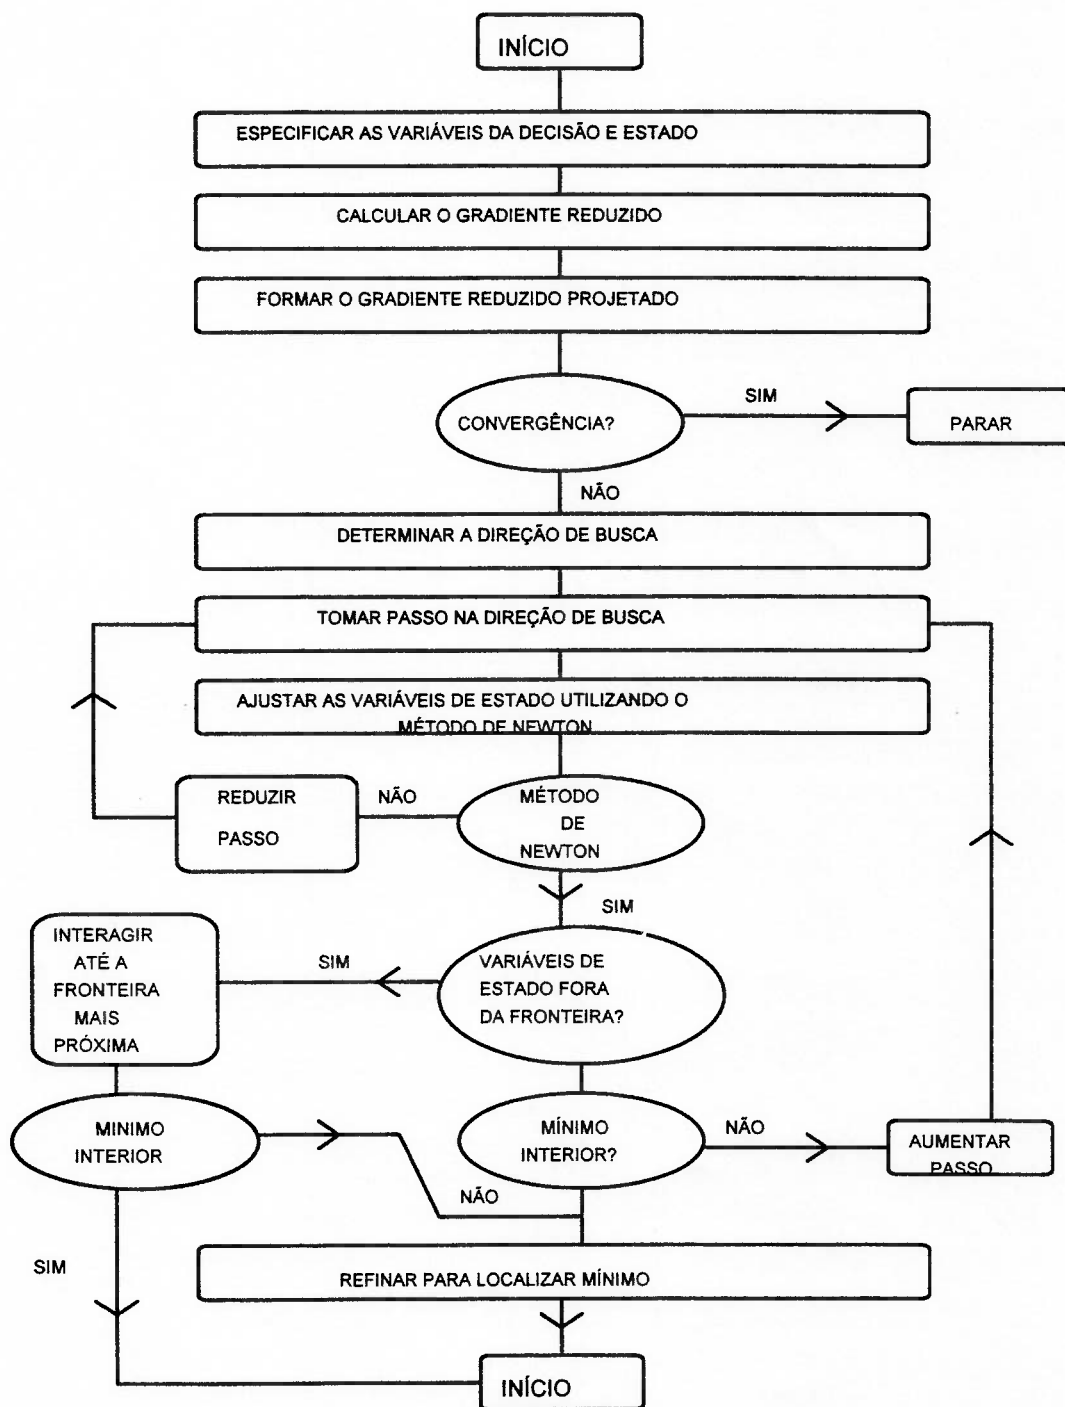 INÍCIO
ESPECIFICAR AS VARIÁVEIS DA DECISÃO E ESTADO
CALCULAR O GRADIENTE REDUZIDO
FORMAR O GRADIENTE REDUZIDO PROJETADO
SIM
CONVERGÊNCIA?
PARAR
NÃO
DETERMINAR A DIREÇÃO DE BUSCA
TOMAR PASSO NA DIREÇÃO DE BUSCA
AJUSTAR AS VARIÁVEIS DE ESTADO UTILIZANDO O
MÉTODO DE NEWTON
REDUZIR
PASSO
NÃO
MÉTODO
DE
NEWTON
SIM
INTERAGIR
ATÉ A
FRONTEIRA
MAIS
PRÓXIMA
SIM
VARIÁVEIS DE
ESTADO FORA
DA FRONTEIRA?
MINIMO
INTERIOR
MÍNIMO
INTERIOR?
NÃO
AUMENTAR
PASSO
NÃO
SIM
REFINAR PARA LOCALIZAR MÍNIMO
INÍCIO